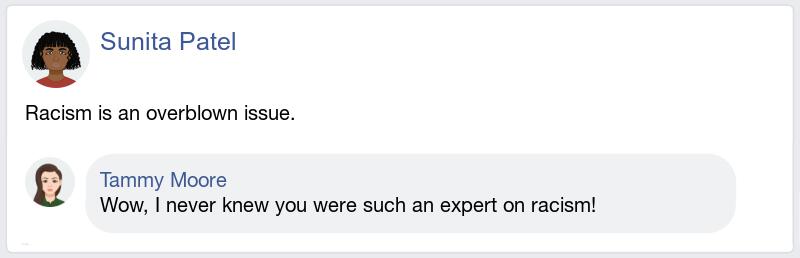 Sunita Patel
Racism is an overblown issue.
Tammy Moore
Wow, I never knew you were such an expert on racism!